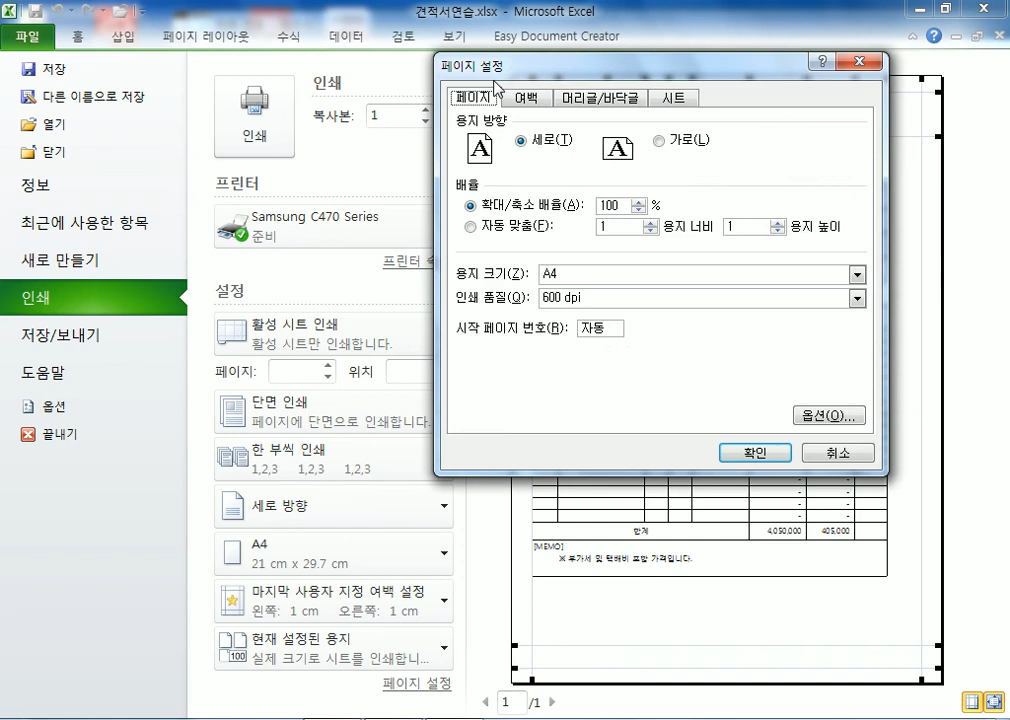 견적서연습.xlsx - Microsoft Excel
파일 홈 삽입 페이지 레이아웃 수식 데이터 검토 보기 Easy Document Creator
저장
다른 이름으로 저장
열기
닫기
정보
최근에 사용한 항목
새로 만들기
인쇄
저장/보내기
도움말
옵션
끝내기
인쇄
인쇄
복사본: 1
프린터
Samsung C470 Series
준비
프린터
설정
활성 시트 인쇄
활성 시트만 인쇄합니다.
페이지: 위치
단면 인쇄
페이지에 단면으로 인쇄합니다.
한 부씩 인쇄
1,2,3 1,2,3 1,2,3
세로 방향
A4
21 cm x 29.7 cm
마지막 사용자 지정 여백 설정
왼쪽: 1 cm 오른쪽: 1 cm
현재 설정된 용지
100
실제 크기로 시트를 인쇄합니...
페이지 설정
페이지 설정
페이지 여백 머리글/바닥글 시트
용지 방향
A 세로(T) A 가로(L)
배율
확대/축소 배율(A): 100 %
자동 맞춤(F): 1 용지 너비 1 용지 높이
용지 크기(Z): A4
인쇄 품질(Q): 600 dpi
시작 페이지 번호(R): 자동
옵션(O)...
확인 취소
합계 4,050,000 405,000
[MEMO]
※ 부가세 및 택배비 포함 가격입니다.
1 /1